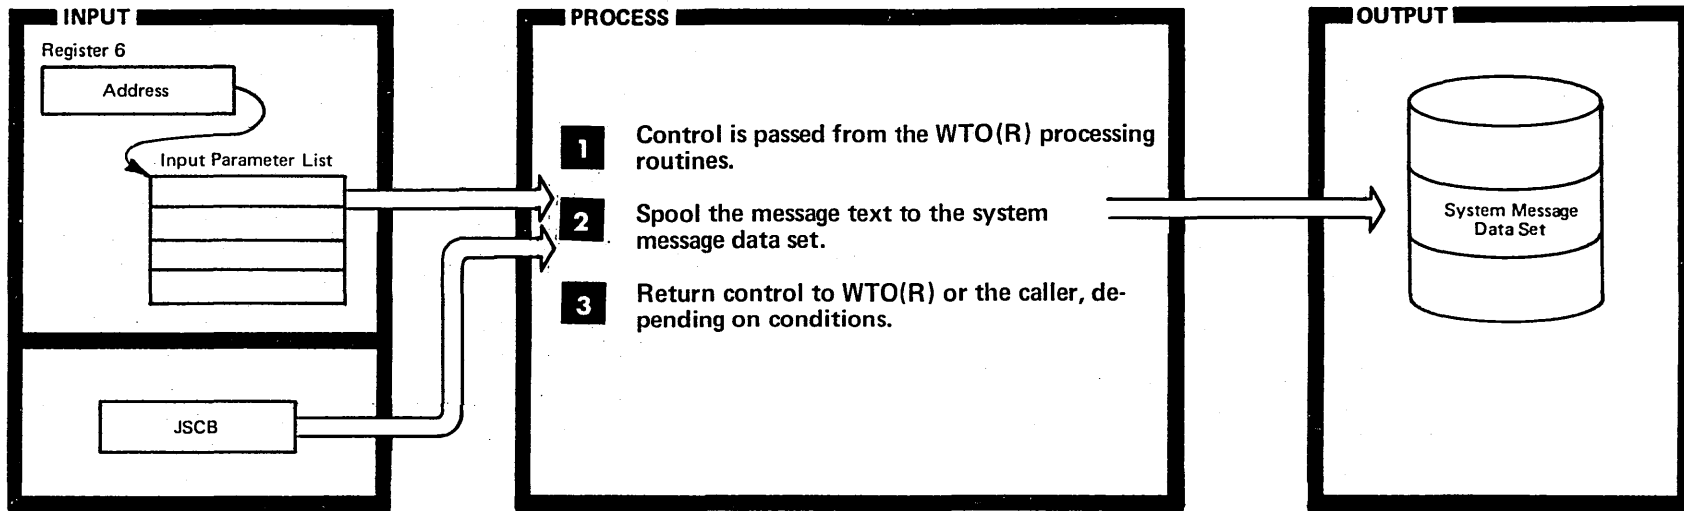 INPUT
Register 6
Address
Input Parameter List
JSCB
PROCESS
1 Control is passed from the WTO(R) processing
routines.
2 Spool the message text to the system
message data set.
3 Return control to WTO(R) or the caller, de-
pending on conditions.
OUTPUT
System Message
Data Set